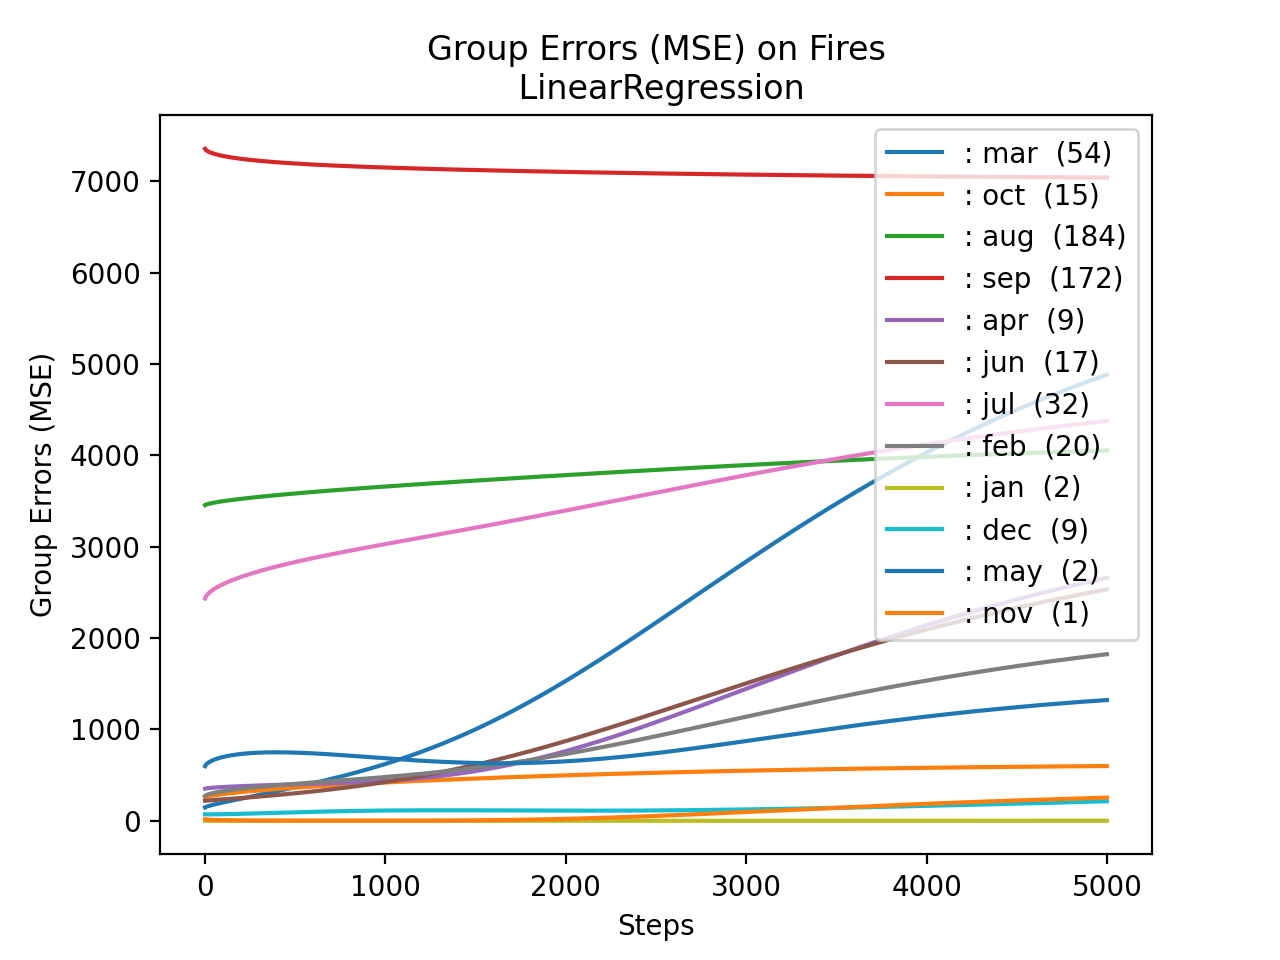 Group Errors (MSE) on Fires
LinearRegression
Group Errors (MSE)
7000
6000
5000
4000
3000
2000
1000
0
: mar (54)
: oct (15)
: aug (184)
: sep (172)
: apr (9)
: jun (17)
: jul (32)
: feb (20)
: jan (2)
: dec (9)
: may (2)
: nov (1)
0 1000 2000 3000 4000 5000
Steps